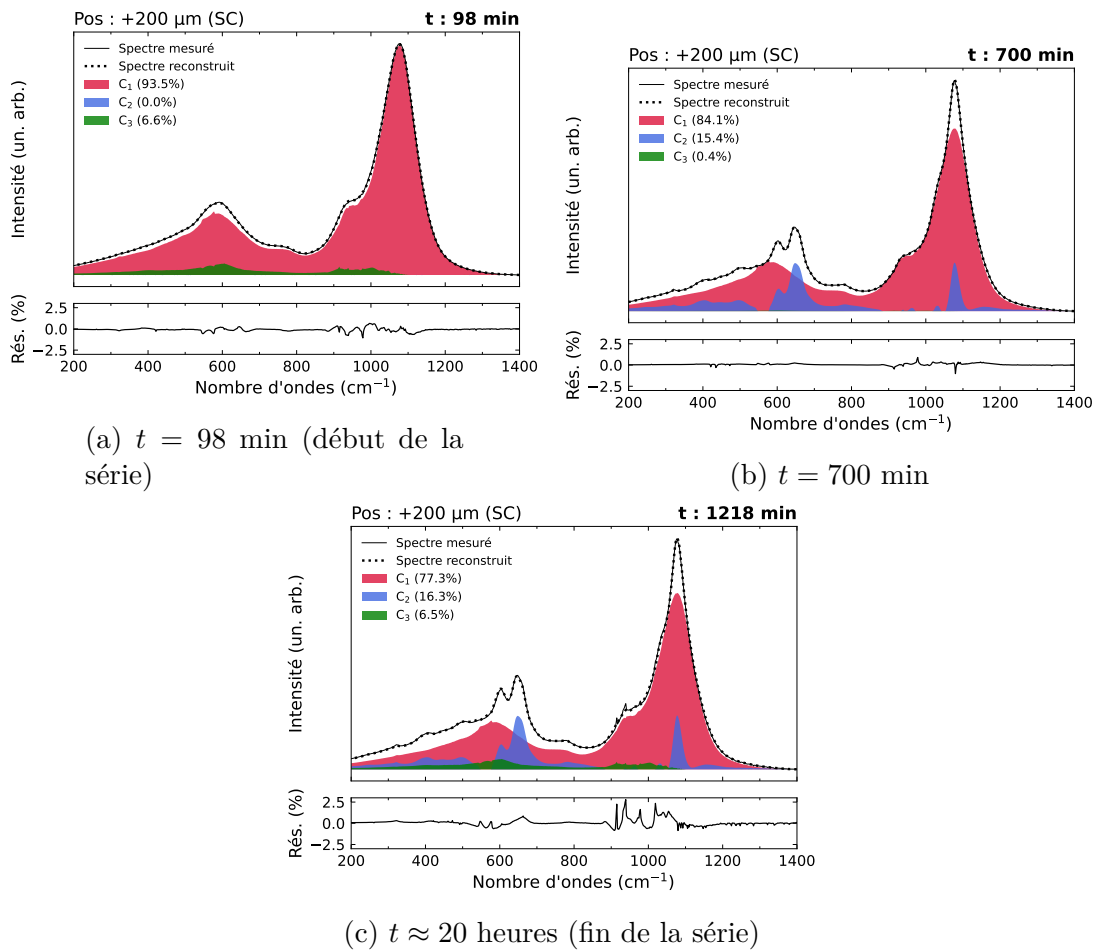 Pos : +200 µm (SC) t : 98 min
Intensité (un. arb.)
Spectre mesuré
Spectre reconstruit
C₁ (93.5%)
C₂ (0.0%)
C₃ (6.6%)
Rés. (%)
2.5
0.0
−2.5
200 400 600 800 1000 1200 1400
Nombre d'ondes (cm⁻¹)
(a) t = 98 min (début de la
série)
Pos : +200 µm (SC) t : 700 min
Intensité (un. arb.)
Spectre mesuré
Spectre reconstruit
C₁ (84.1%)
C₂ (15.4%)
C₃ (0.4%)
Rés. (%)
2.5
0.0
−2.5
200 400 600 800 1000 1200 1400
Nombre d'ondes (cm⁻¹)
(b) t = 700 min
Pos : +200 µm (SC) t : 1218 min
Intensité (un. arb.)
Spectre mesuré
Spectre reconstruit
C₁ (77.3%)
C₂ (16.3%)
C₃ (6.5%)
Rés. (%)
2.5
0.0
−2.5
200 400 600 800 1000 1200 1400
Nombre d'ondes (cm⁻¹)
(c) t ≈ 20 heures (fin de la série)